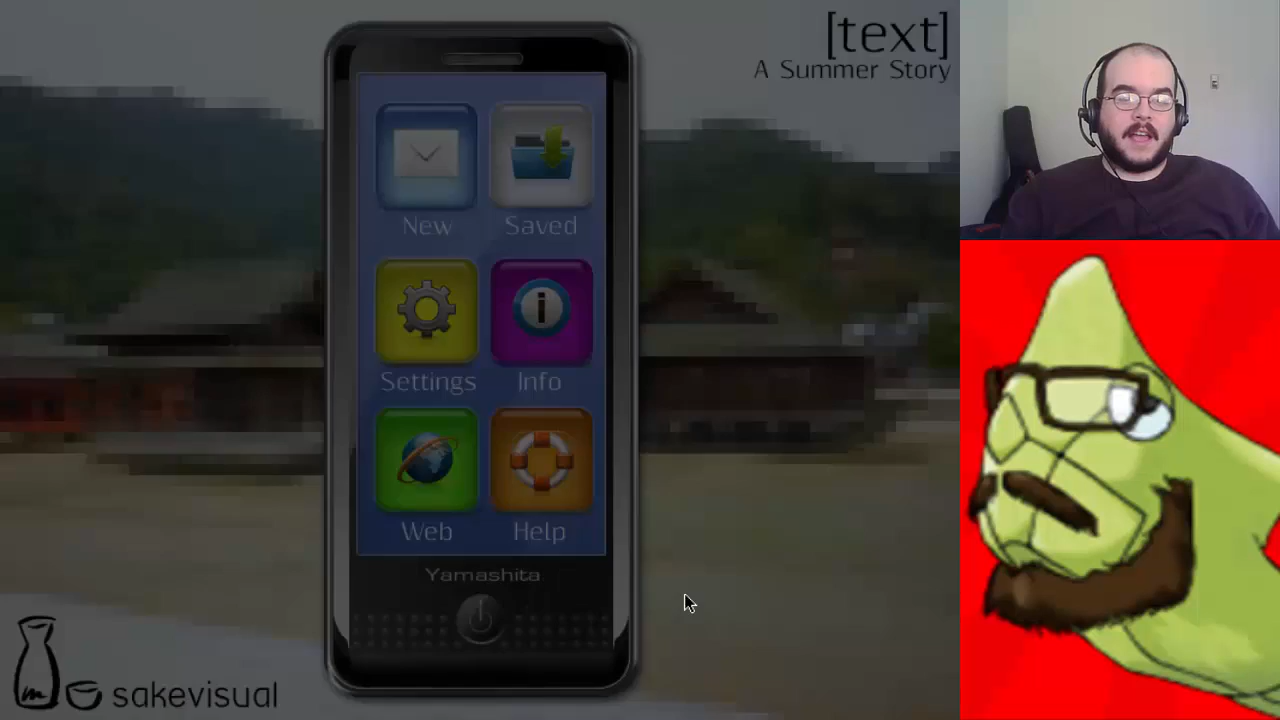 [text]
A Summer Story
New
Saved
Settings
Info
Web
Help
Yamashita
sakevisual